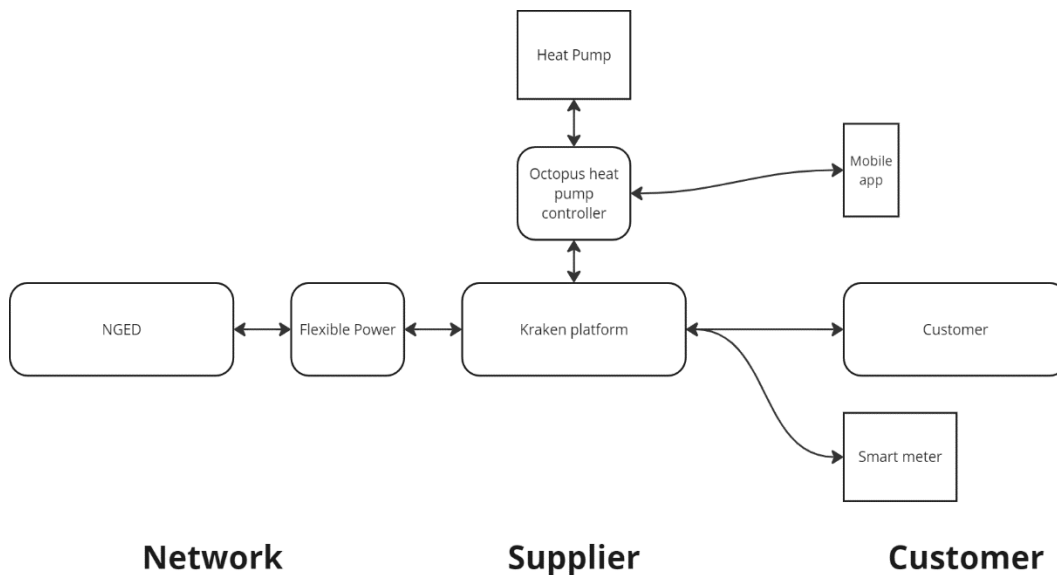 Heat Pump
Octopus heat
pump
controller
Mobile
app
NGED
Flexible Power
Kraken platform
Customer
Smart meter
Network
Supplier
Customer